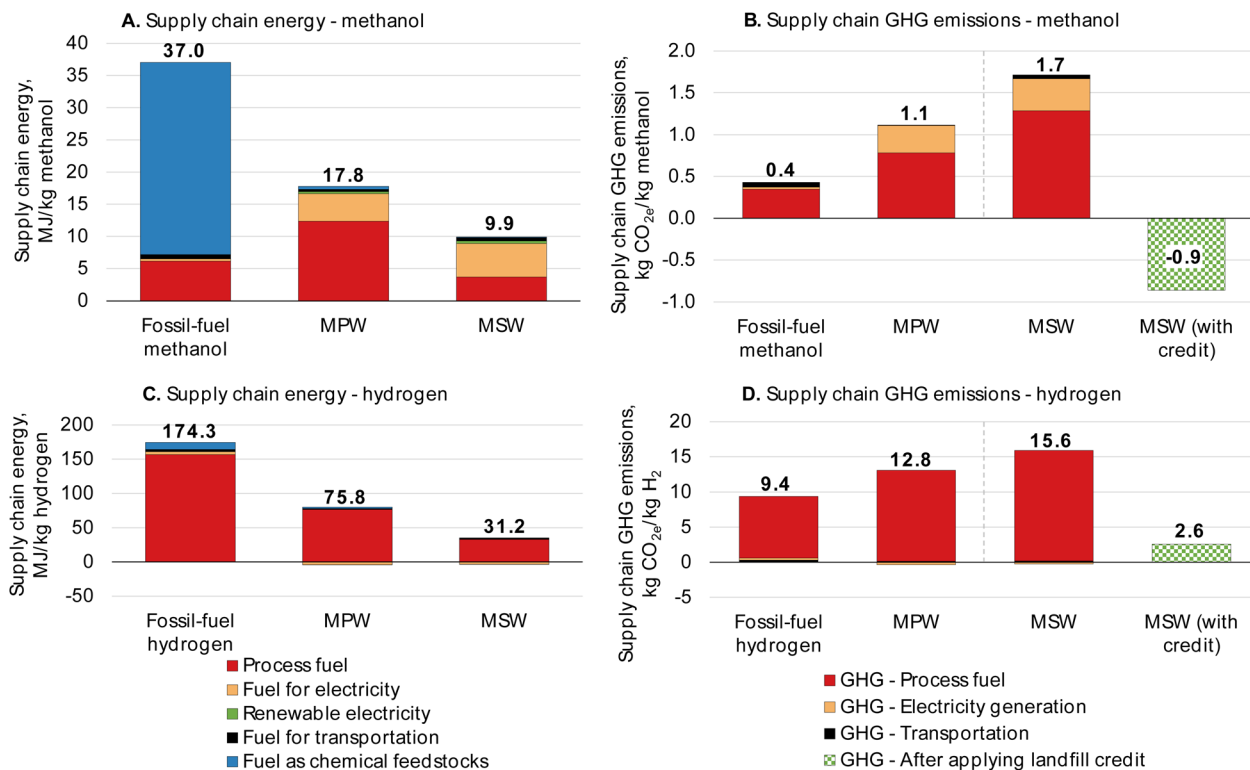 A. Supply chain energy - methanol
Supply chain energy,
MJ/kg methanol
40
35
30
25
20
15
10
5
0
37.0
17.8
9.9
Fossil-fuel
methanol
MPW
MSW
B. Supply chain GHG emissions - methanol
Supply chain GHG emissions,
kg CO2e/kg methanol
2.0
1.5
1.0
0.5
0.0
-0.5
-1.0
0.4
1.1
1.7
-0.9
Fossil-fuel
methanol
MPW
MSW
MSW (with
credit)
C. Supply chain energy - hydrogen
Supply chain energy,
MJ/kg hydrogen
200
150
100
50
0
-50
174.3
75.8
31.2
Fossil-fuel
hydrogen
MPW
MSW
Process fuel
Fuel for electricity
Renewable electricity
Fuel for transportation
Fuel as chemical feedstocks
D. Supply chain GHG emissions - hydrogen
Supply chain GHG emissions,
kg CO2e/kg H2
20
15
10
5
0
-5
9.4
12.8
15.6
2.6
Fossil-fuel
hydrogen
MPW
MSW
MSW (with
credit)
GHG - Process fuel
GHG - Electricity generation
GHG - Transportation
GHG - After applying landfill credit